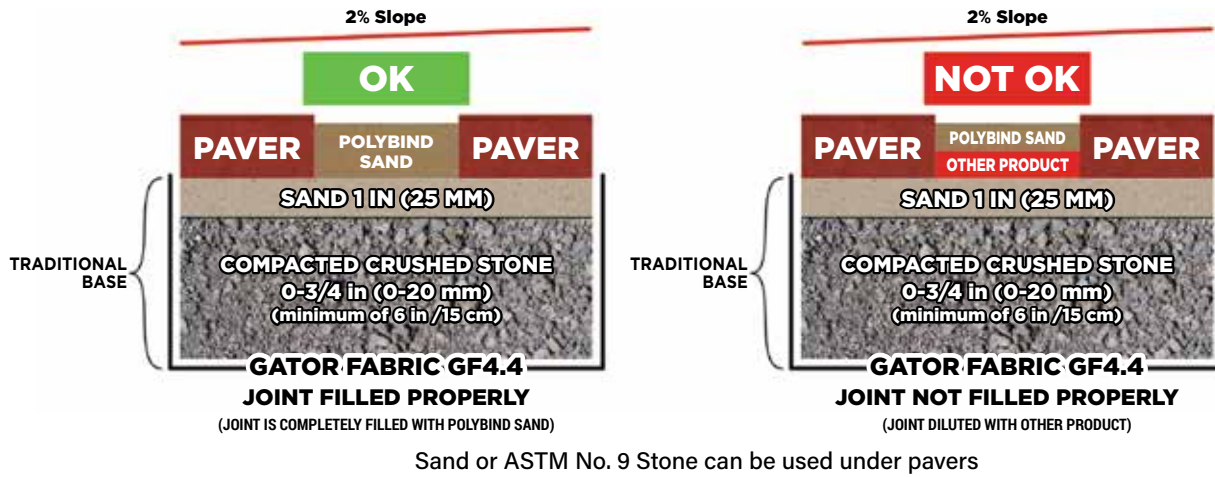 2% Slope
OK
PAVER
POLYBIND
SAND
PAVER
SAND 1 IN (25 MM)
TRADITIONAL
BASE
COMPACTED CRUSHED STONE
0-3/4 in (0-20 mm)
(minimum of 6 in /15 cm)
GATOR FABRIC GF4.4
JOINT FILLED PROPERLY
(JOINT IS COMPLETELY FILLED WITH POLYBIND SAND)
2% Slope
NOT OK
PAVER
POLYBIND SAND
OTHER PRODUCT
PAVER
SAND 1 IN (25 MM)
TRADITIONAL
BASE
COMPACTED CRUSHED STONE
0-3/4 in (0-20 mm)
(minimum of 6 in /15 cm)
GATOR FABRIC GF4.4
JOINT NOT FILLED PROPERLY
(JOINT DILUTED WITH OTHER PRODUCT)
Sand or ASTM No. 9 Stone can be used under pavers